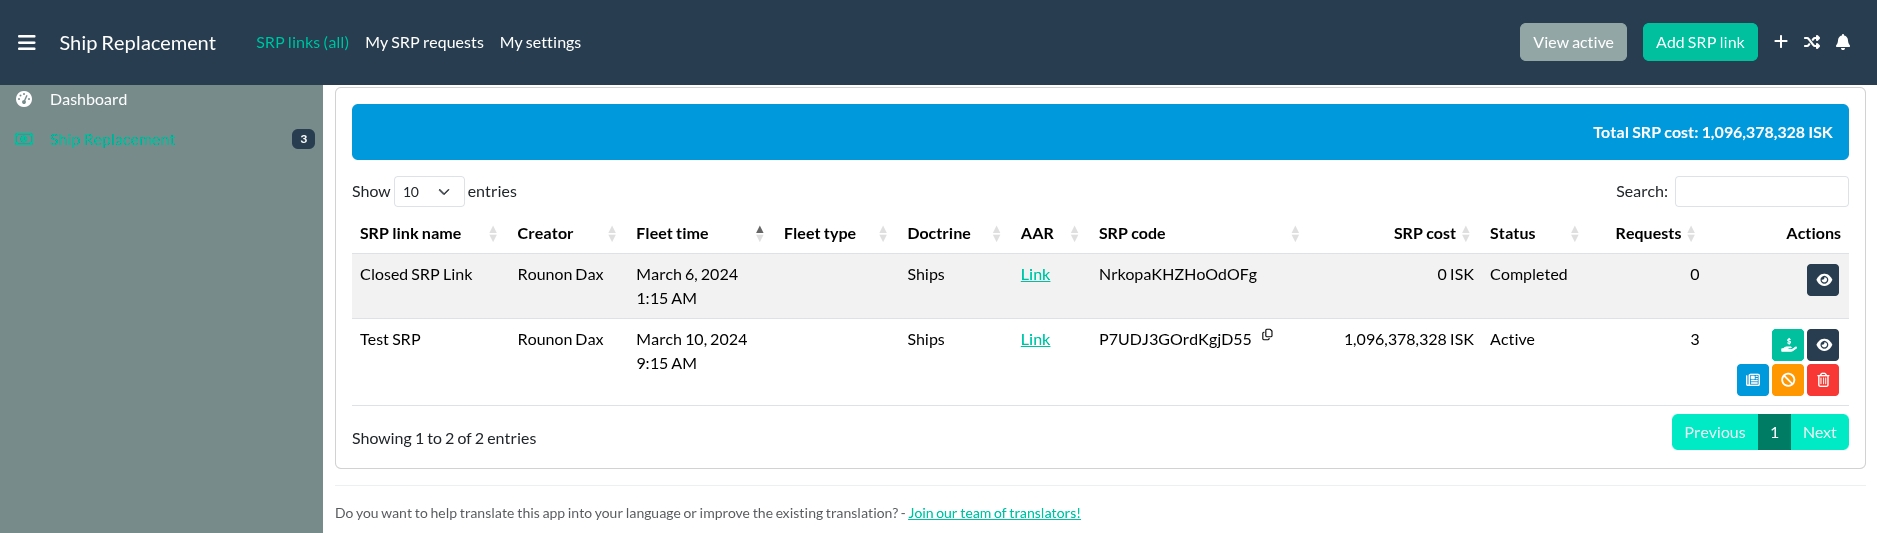 Ship Replacement SRP links (all) My SRP requests My settings View active Add SRP link
Dashboard
Ship Replacement 3
Total SRP cost: 1,096,378,328 ISK
Show 10 entries Search:
SRP link name Creator Fleet time Fleet type Doctrine AAR SRP code SRP cost Status Requests Actions
Closed SRP Link Rounon Dax March 6, 2024 Ships Link NrkopaKHZHoOdOFg 0 ISK Completed 0
1:15 AM
Test SRP Rounon Dax March 10, 2024 Ships Link P7UDJ3GOrdKgjD55 1,096,378,328 ISK Active 3
9:15 AM
Showing 1 to 2 of 2 entries Previous 1 Next
Do you want to help translate this app into your language or improve the existing translation? - Join our team of translators!